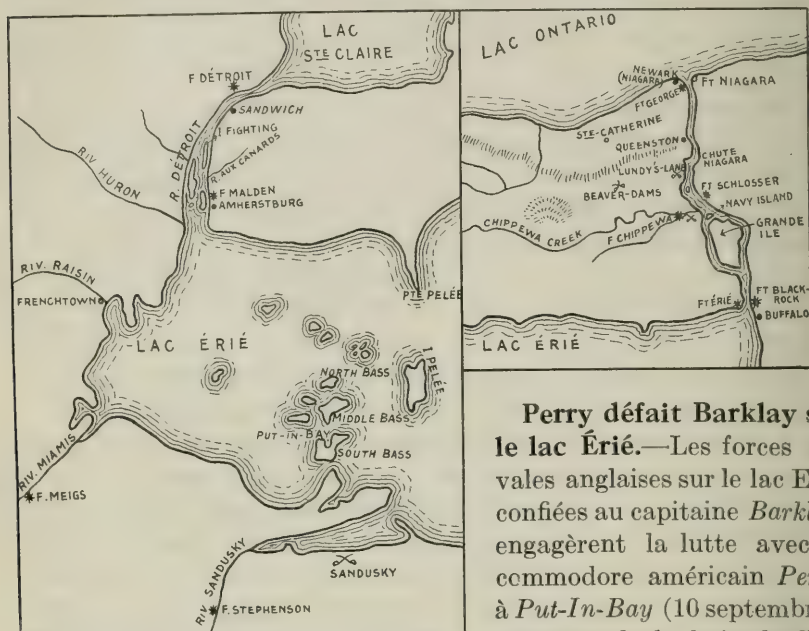 LAC
STE CLAIRE
F DÉTROIT
SANDWICH
I FIGHTING
R. DÉTROIT
R. AUX CANARDS
RIV HURON
F MALDEN
AMHERSTBURG
RIV. RAISIN
FRENCHTOWN
PTE PELÉE
LAC ÉRIÉ
I PELÉE
NORTH BASS
MIDDLE BASS
PUT-IN-BAY
SOUTH BASS
RIV. MIAMIS
F. MEIGS
SANDUSKY
RIV SANDUSKY
F. STEPHENSON
LAC ONTARIO
NEWARK
(NIAGARA)
FT NIAGARA
FT GEORGE
STE-CATHERINE
QUEENSTON
CHUTE
NIAGARA
LUNDY'S-LANE
BEAVER-DAMS
FT SCHLOSSER
NAVY ISLAND
CHIPPEWA CREEK
F CHIPPEWA
GRANDE
ILE
FT ÉRIÉ
FT BLACK-
ROCK
BUFFALO
LAC ÉRIÉ
Perry défait Barklay
le lac Érié.—Les forces
vales anglaises sur le lac
confiées au capitaine
engagèrent la lutte avec
commodore américain
à Put-In-Bay (10